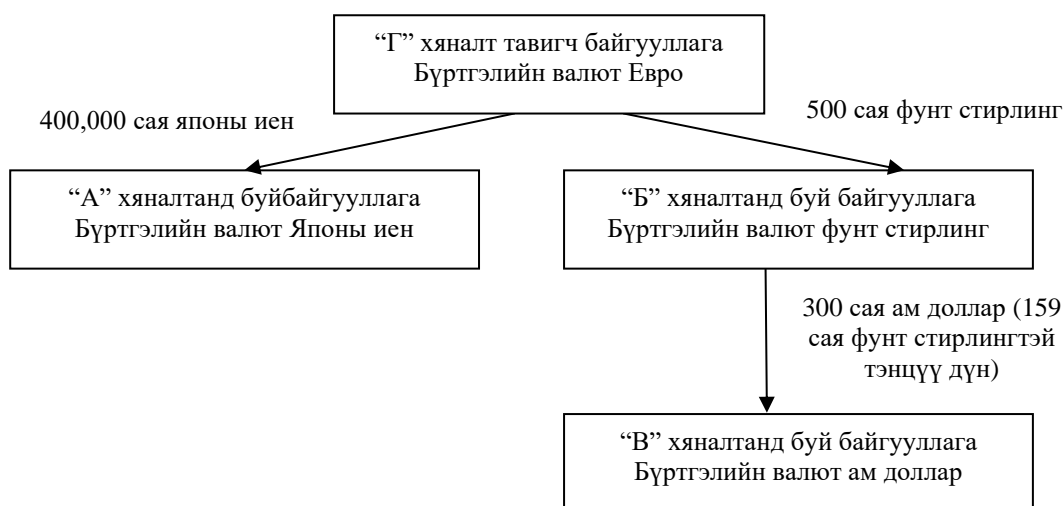 “Г” хяналт тавигч байгууллага
Бүртгэлийн валют Евро
400,000 сая японы иен
500 сая фунт стирлинг
“А” хяналтанд буйбайгууллага
Бүртгэлийн валют Японы иен
“Б” хяналтанд буй байгууллага
Бүртгэлийн валют фунт стирлинг
300 сая ам доллар (159
сая фунт стирлингтэй
тэнцүү дүн)
“В” хяналтанд буй байгууллага
Бүртгэлийн валют ам доллар